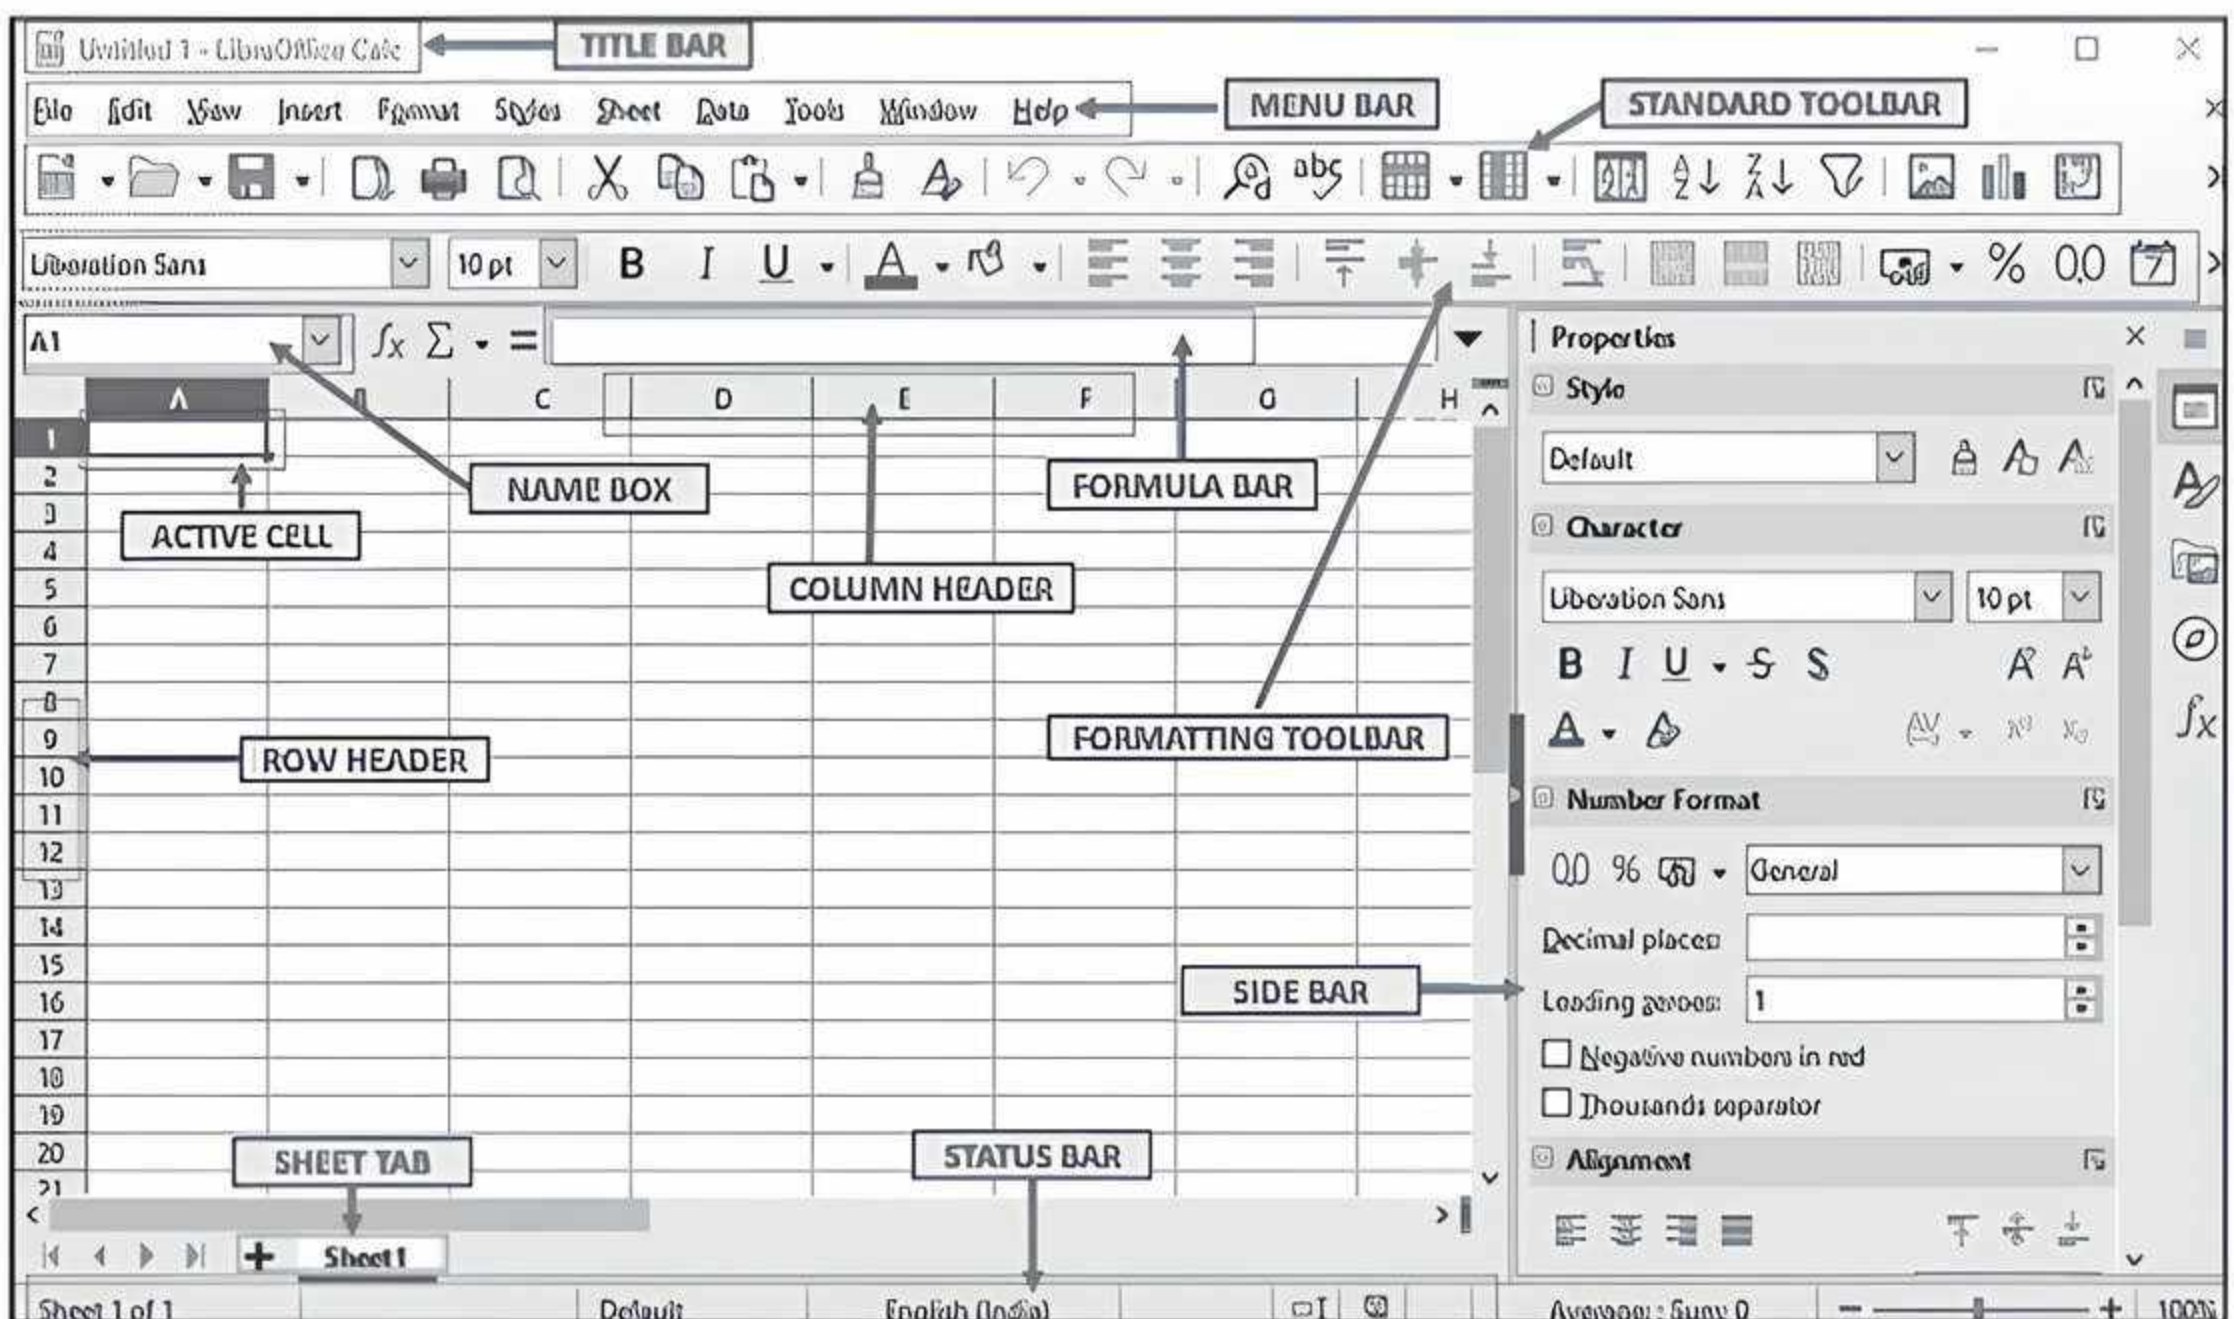 Untitled 1 - LibreOffice Calc
TITLE BAR
File Edit View Insert Format Styles Sheet Data Tools Window Help
MENU BAR
STANDARD TOOLBAR
abc
Liberation Sans 10 pt B I U A % 0,0 7
A1 fx Σ =
Properties
A C D E F G H
Style
1
Default
2
NAME BOX
FORMULA BAR
3
ACTIVE CELL
Character
4
5
COLUMN HEADER
Liberation Sans 10 pt
6
7
B I U S S A A
8
9
FORMATTING TOOLBAR
A
ROW HEADER
10
Number Format
11
12
0,0 % General
13
14
Decimal places:
15
16
SIDE BAR
Leading zeroes: 1
17
Negative numbers in red
18
Thousands separator
19
20
SHEET TAB
STATUS BAR
Alignment
21
Sheet1
Sheet 1 of 1 Default English (India) Average: ; Sum: 0 100%